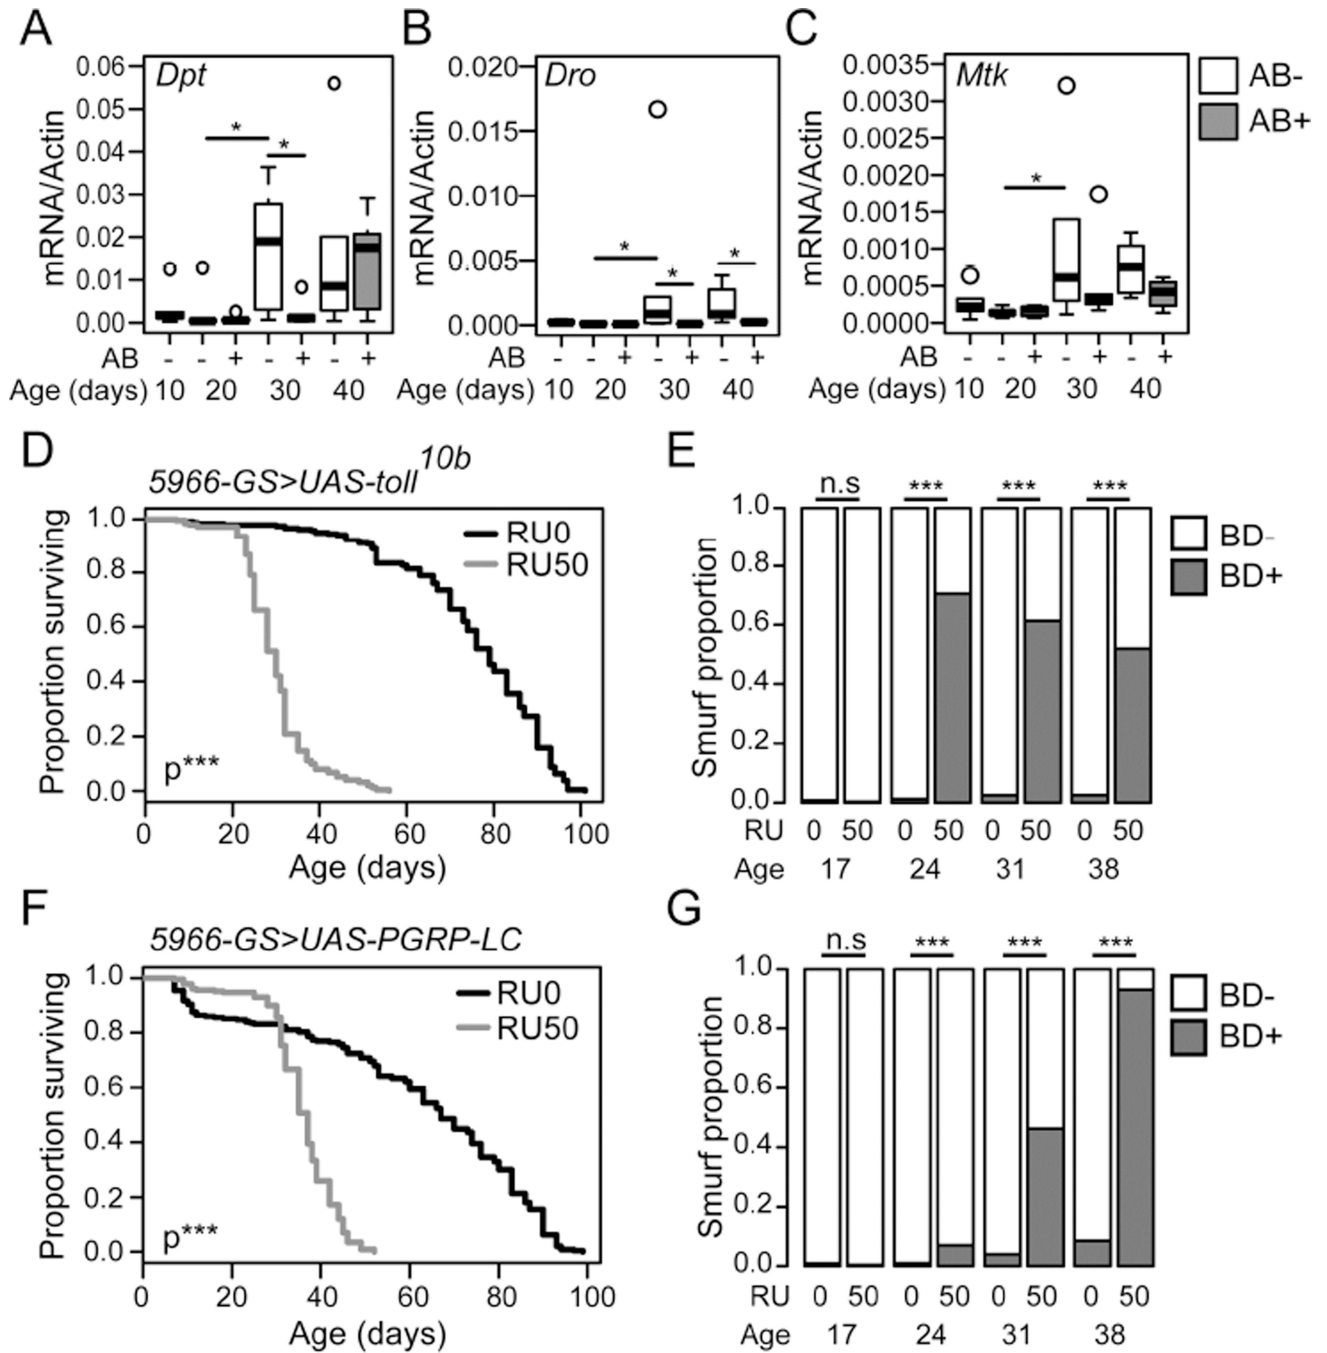 A
B
C
Dpt
Dro
Mtk
AB-
AB+
mRNA/Actin
0.06
0.05
0.04
0.03
0.02
0.01
0.00
*
*
AB - - + - + - +
Age (days) 10 20 30 40
mRNA/Actin
0.020
0.015
0.010
0.005
0.000
*
*
*
AB - - + - + - +
Age (days) 10 20 30 40
mRNA/Actin
0.0035
0.0030
0.0025
0.0020
0.0015
0.0010
0.0005
0.0000
*
AB - - + - + - +
Age (days) 10 20 30 40
D
5966-GS>UAS-toll10b
RU0
RU50
Proportion surviving
1.0
0.8
0.6
0.4
0.2
0.0
p***
0 20 40 60 80 100
Age (days)
E
n.s *** *** ***
BD-
BD+
Smurf proportion
1.0
0.8
0.6
0.4
0.2
0.0
RU 0 50 0 50 0 50 0 50
Age 17 24 31 38
F
5966-GS>UAS-PGRP-LC
RU0
RU50
Proportion surviving
1.0
0.8
0.6
0.4
0.2
0.0
p***
0 20 40 60 80 100
Age (days)
G
n.s *** *** ***
BD-
BD+
Smurf proportion
1.0
0.8
0.6
0.4
0.2
0.0
RU 0 50 0 50 0 50 0 50
Age 17 24 31 38